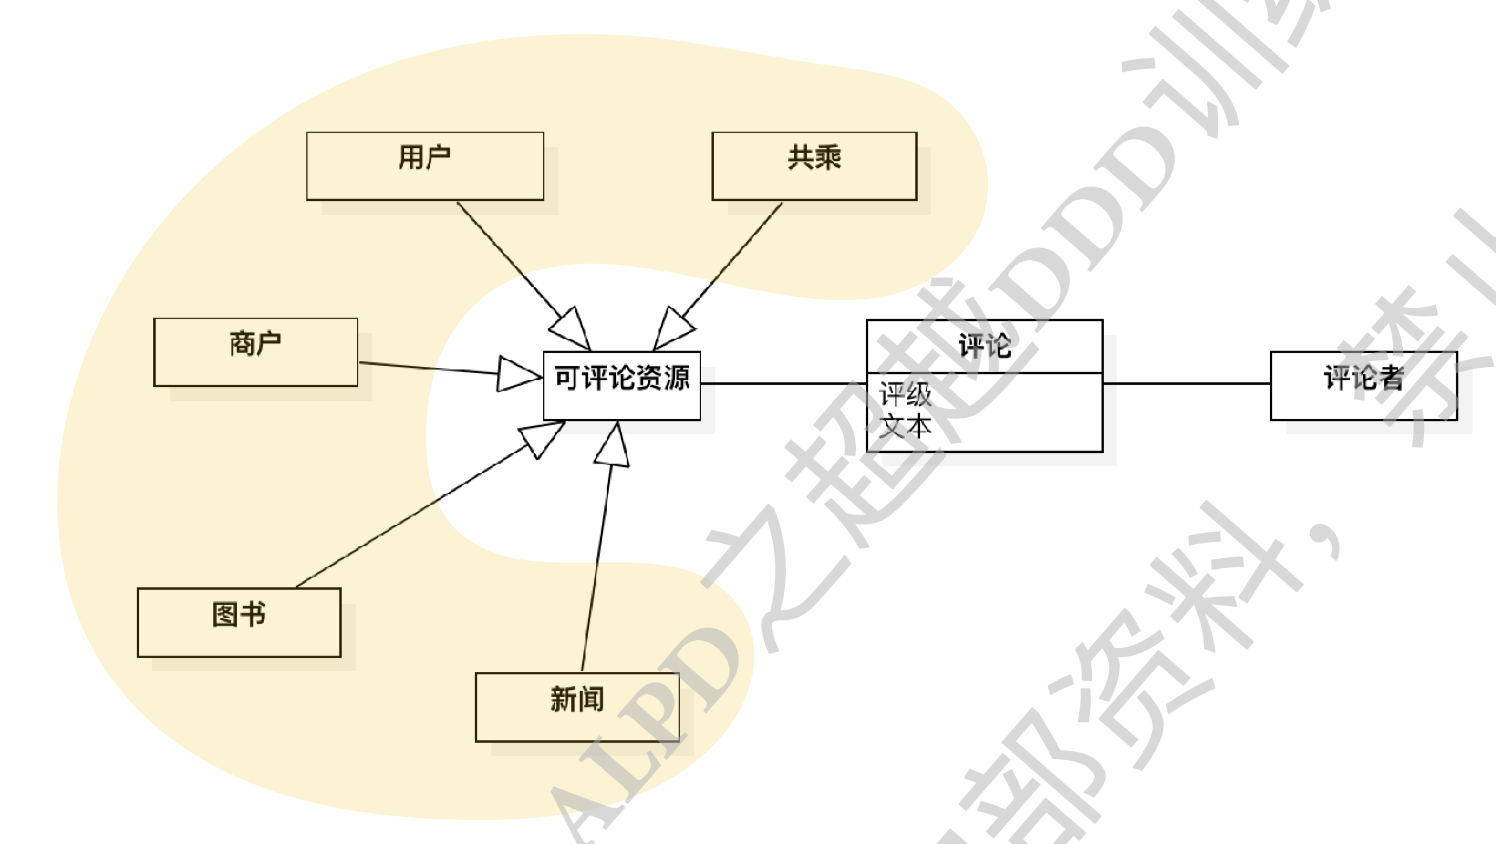 用户
共乘
商户
可评论资源
评论
评级
文本
评论者
图书
新闻
ALPD之超越DDD训练
禁止
部资料，